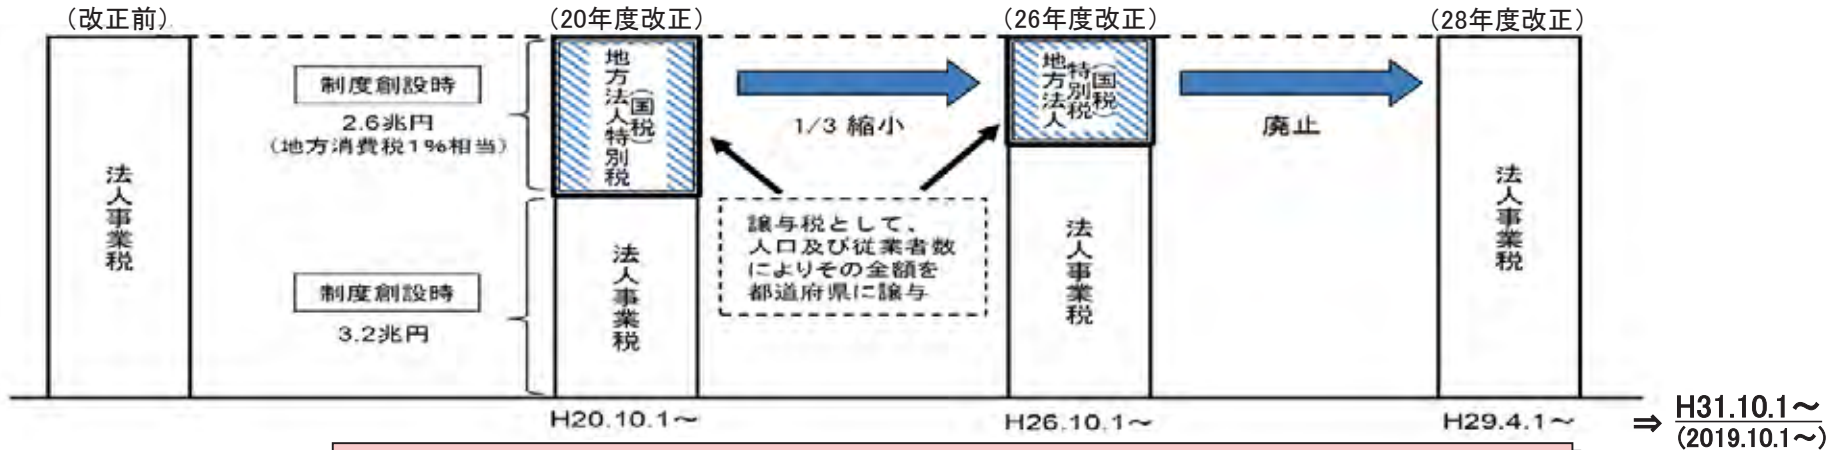 （改正前）
（20年度改正）
（26年度改正）
（28年度改正）
法人事業税
制度創設時
2.6兆円
（地方消費税1%相当）
制度創設時
3.2兆円
地方法人特別税
（国税）
法人事業税
1/3 縮小
譲与税として、
人口及び従業者数
によりその全額を
都道府県に譲与
地方法人
特別税
（国税）
法人事業税
廃止
法人事業税
H20.10.1～
H26.10.1～
H29.4.1～
⇒ H31.10.1～
（2019.10.1～）